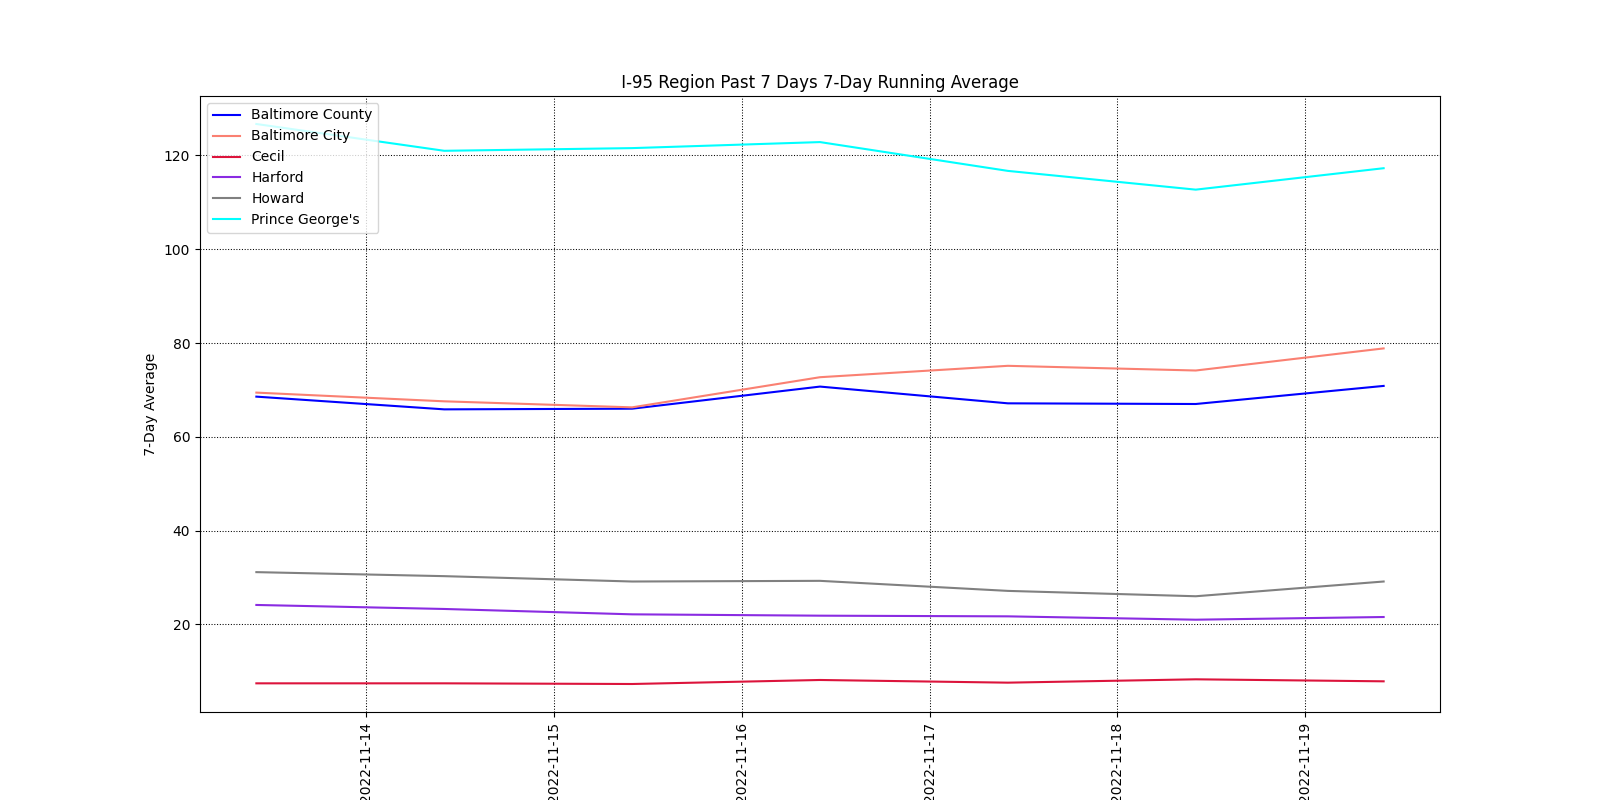 I-95 Region Past 7 Days 7-Day Running Average
Baltimore County
Baltimore City
Cecil
Harford
Howard
Prince George's
120
100
80
60
40
20
7-Day Average
2022-11-14
2022-11-15
2022-11-16
2022-11-17
2022-11-18
2022-11-19